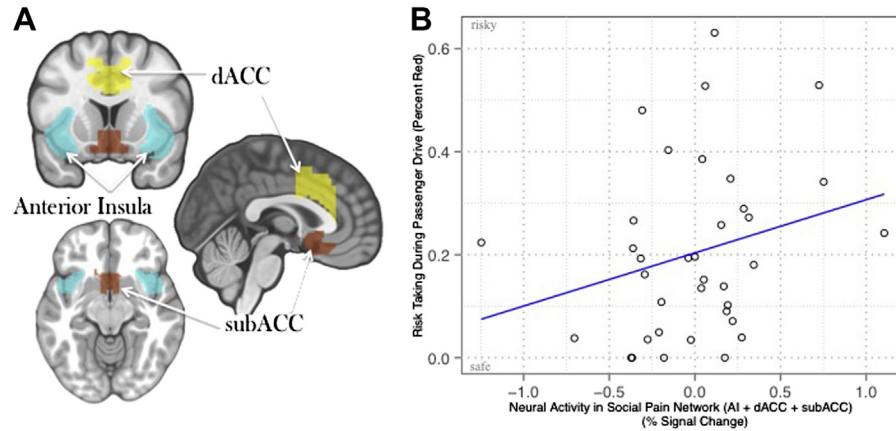 A
dACC
Anterior Insula
subACC
B
risky
Risk Taking During Passenger Drive (Percent Red)
0.6
0.4
0.2
0.0
safe
−1.0 −0.5 0.0 0.5 1.0
Neural Activity in Social Pain Network (AI + dACC + subACC)
(% Signal Change)